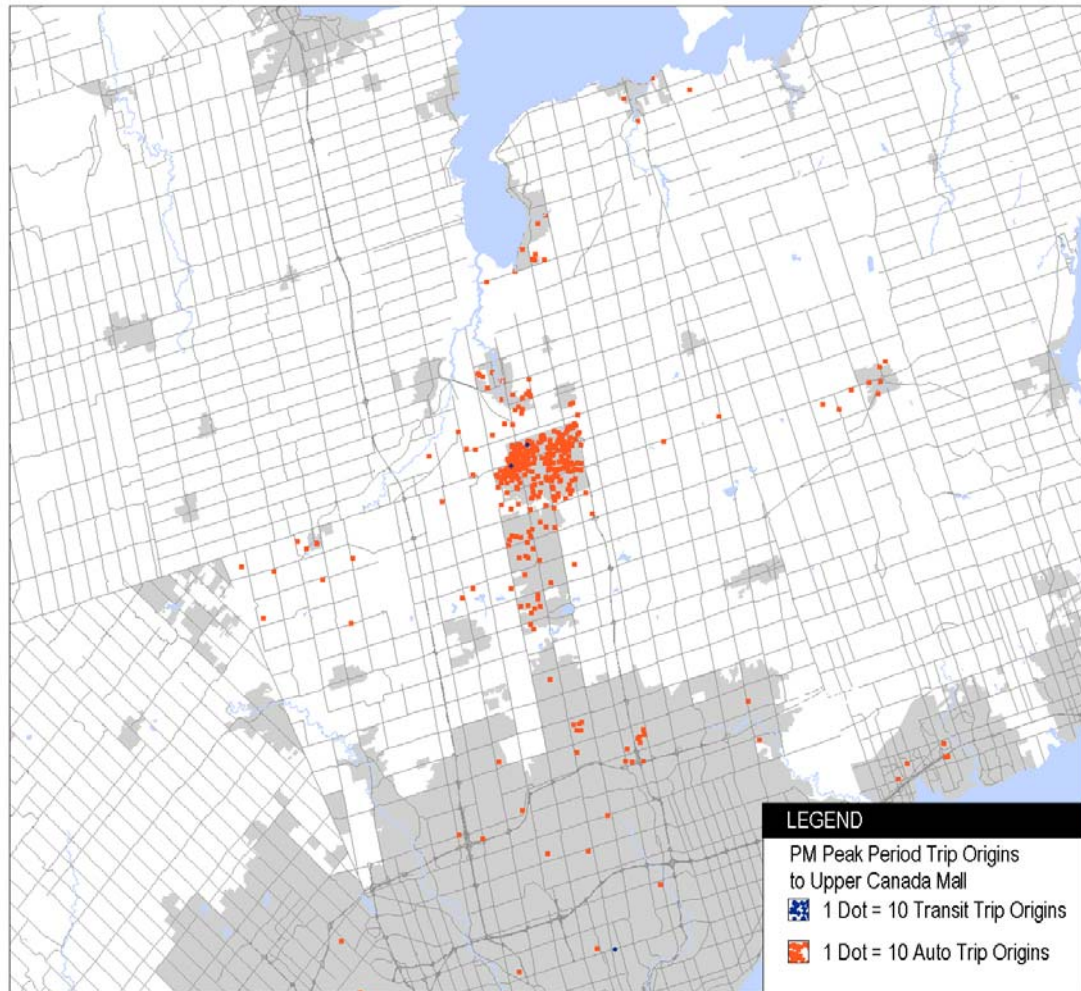 LEGEND
PM Peak Period Trip Origins
to Upper Canada Mall
1 Dot = 10 Transit Trip Origins
1 Dot = 10 Auto Trip Origins